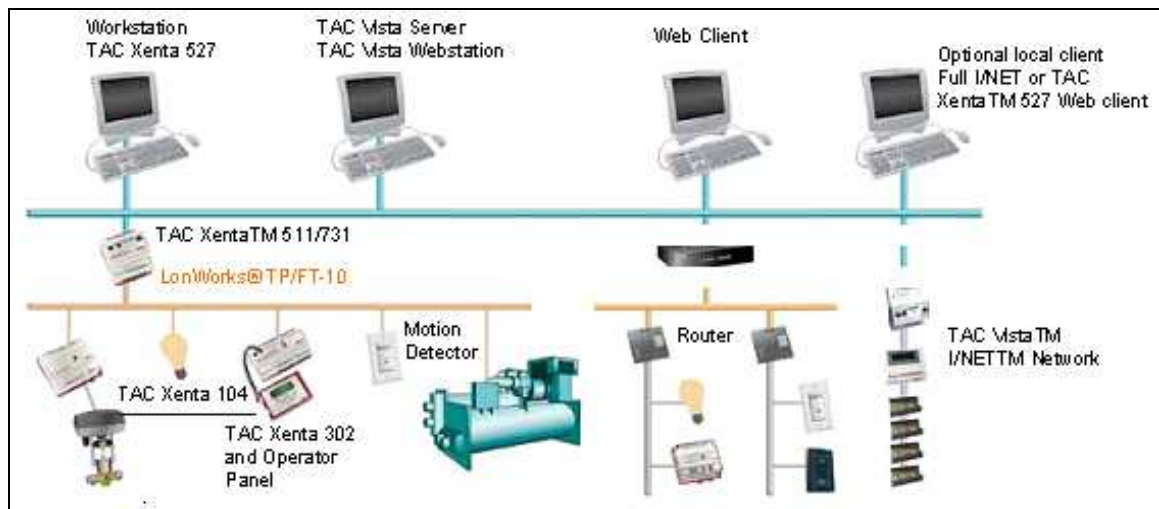 Workstation
TAC Xenta 527
TAC Vista Server
TAC Vista Webstation
Web Client
Optional local client
Full I/NET or TAC
XentaTM 527 Web client
TAC XentaTM 511/731
LonWorks® TP/FT-10
Motion
Detector
Router
TAC VistaTM
I/NETTM Network
TAC Xenta 104
TAC Xenta 302
and Operator
Panel